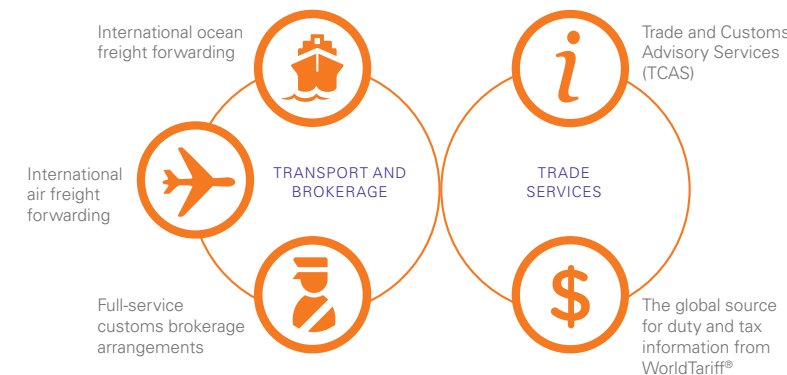 International ocean
freight forwarding
Trade and Customs
Advisory Services
(TCAS)
International
air freight
forwarding
TRANSPORT AND
BROKERAGE
TRADE
SERVICES
Full-service
customs brokerage
arrangements
The global source
for duty and tax
information from
WorldTariff®